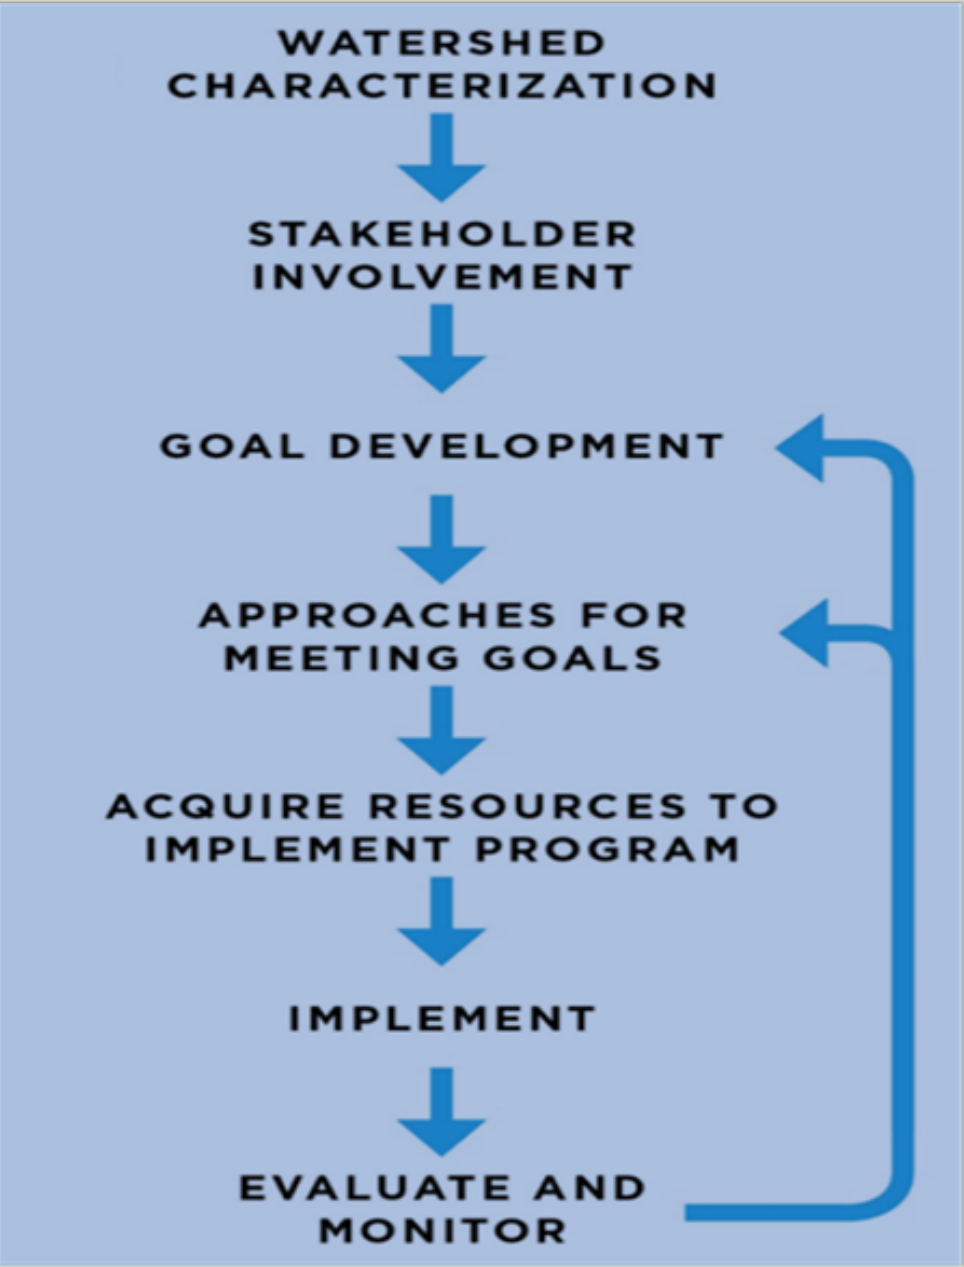 WATERSHED
CHARACTERIZATION
STAKEHOLDER
INVOLVEMENT
GOAL DEVELOPMENT
APPROACHES FOR
MEETING GOALS
ACQUIRE RESOURCES TO
IMPLEMENT PROGRAM
IMPLEMENT
EVALUATE AND
MONITOR